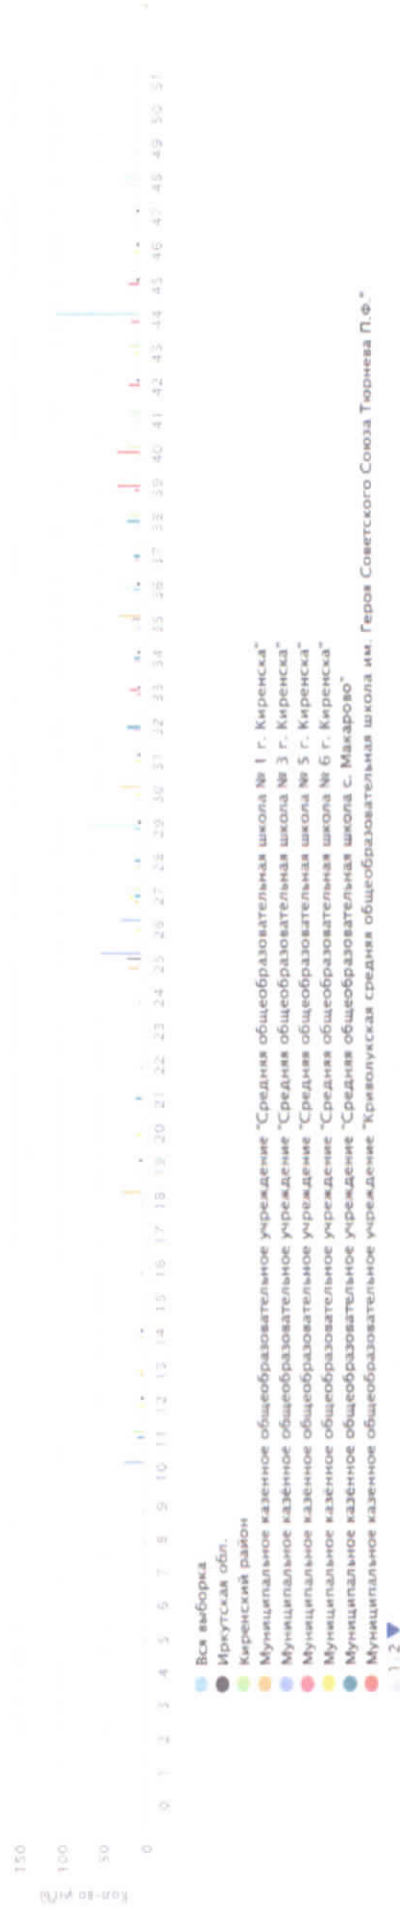 150
100
50
0
Кол-во уч(%)
0 1 2 3 4 5 6 7 8 9 10 11 12 13 14 15 16 17 18 19 20 21 22 23 24 25 26 27 28 29 30 31 32 33 34 35 36 37 38 39 40 41 42 43 44 45 46 47 48 49 50 51
Вся выборка
Иркутская обл.
Киренский район
Муниципальное казённое общеобразовательное учреждение "Средняя общеобразовательная школа № 1 г. Киренска"
Муниципальное казённое общеобразовательное учреждение "Средняя общеобразовательная школа № 3 г. Киренска"
Муниципальное казённое общеобразовательное учреждение "Средняя общеобразовательная школа № 5 г. Киренска"
Муниципальное казённое общеобразовательное учреждение "Средняя общеобразовательная школа № 6 г. Киренска"
Муниципальное казённое общеобразовательное учреждение "Средняя общеобразовательная школа с. Макарово"
Муниципальное казенное общеобразовательное учреждение "Криволукская средняя общеобразовательная школа им. Героя Советского Союза Тюрнева П.Ф."
1/2